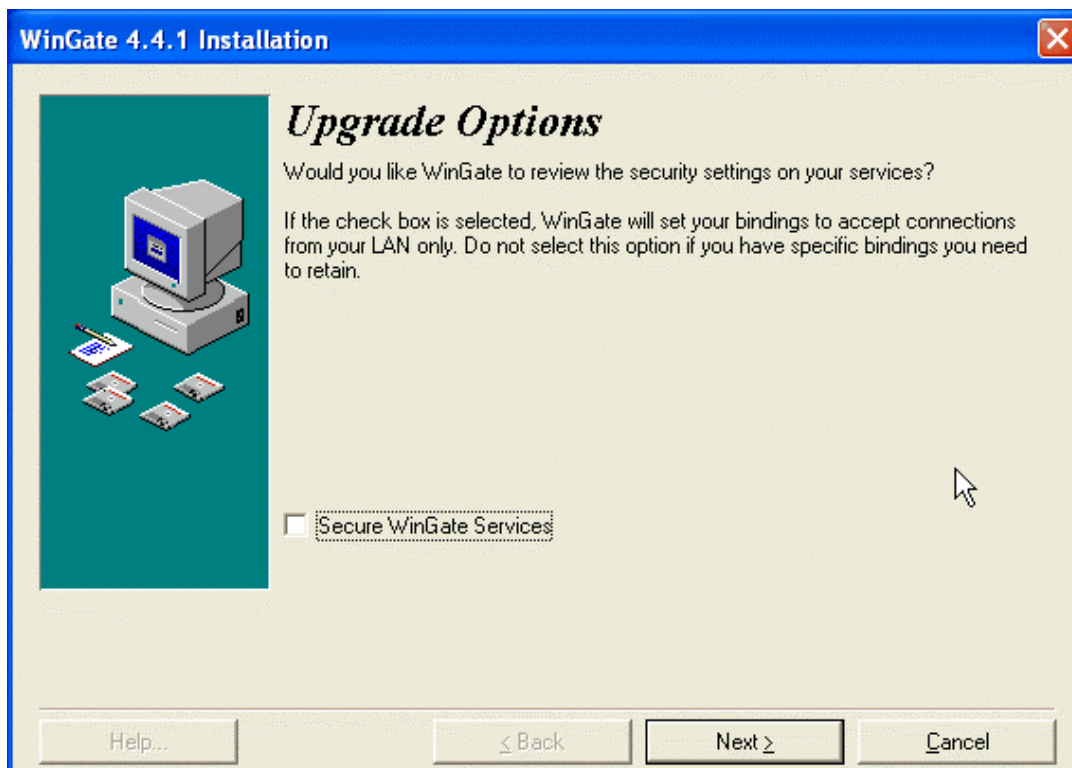 WinGate 4.4.1 Installation
Upgrade Options
Would you like WinGate to review the security settings on your services?
If the check box is selected, WinGate will set your bindings to accept connections
from your LAN only. Do not select this option if you have specific bindings you need
to retain.
Secure WinGate Services
Help...
< Back
Next >
Cancel